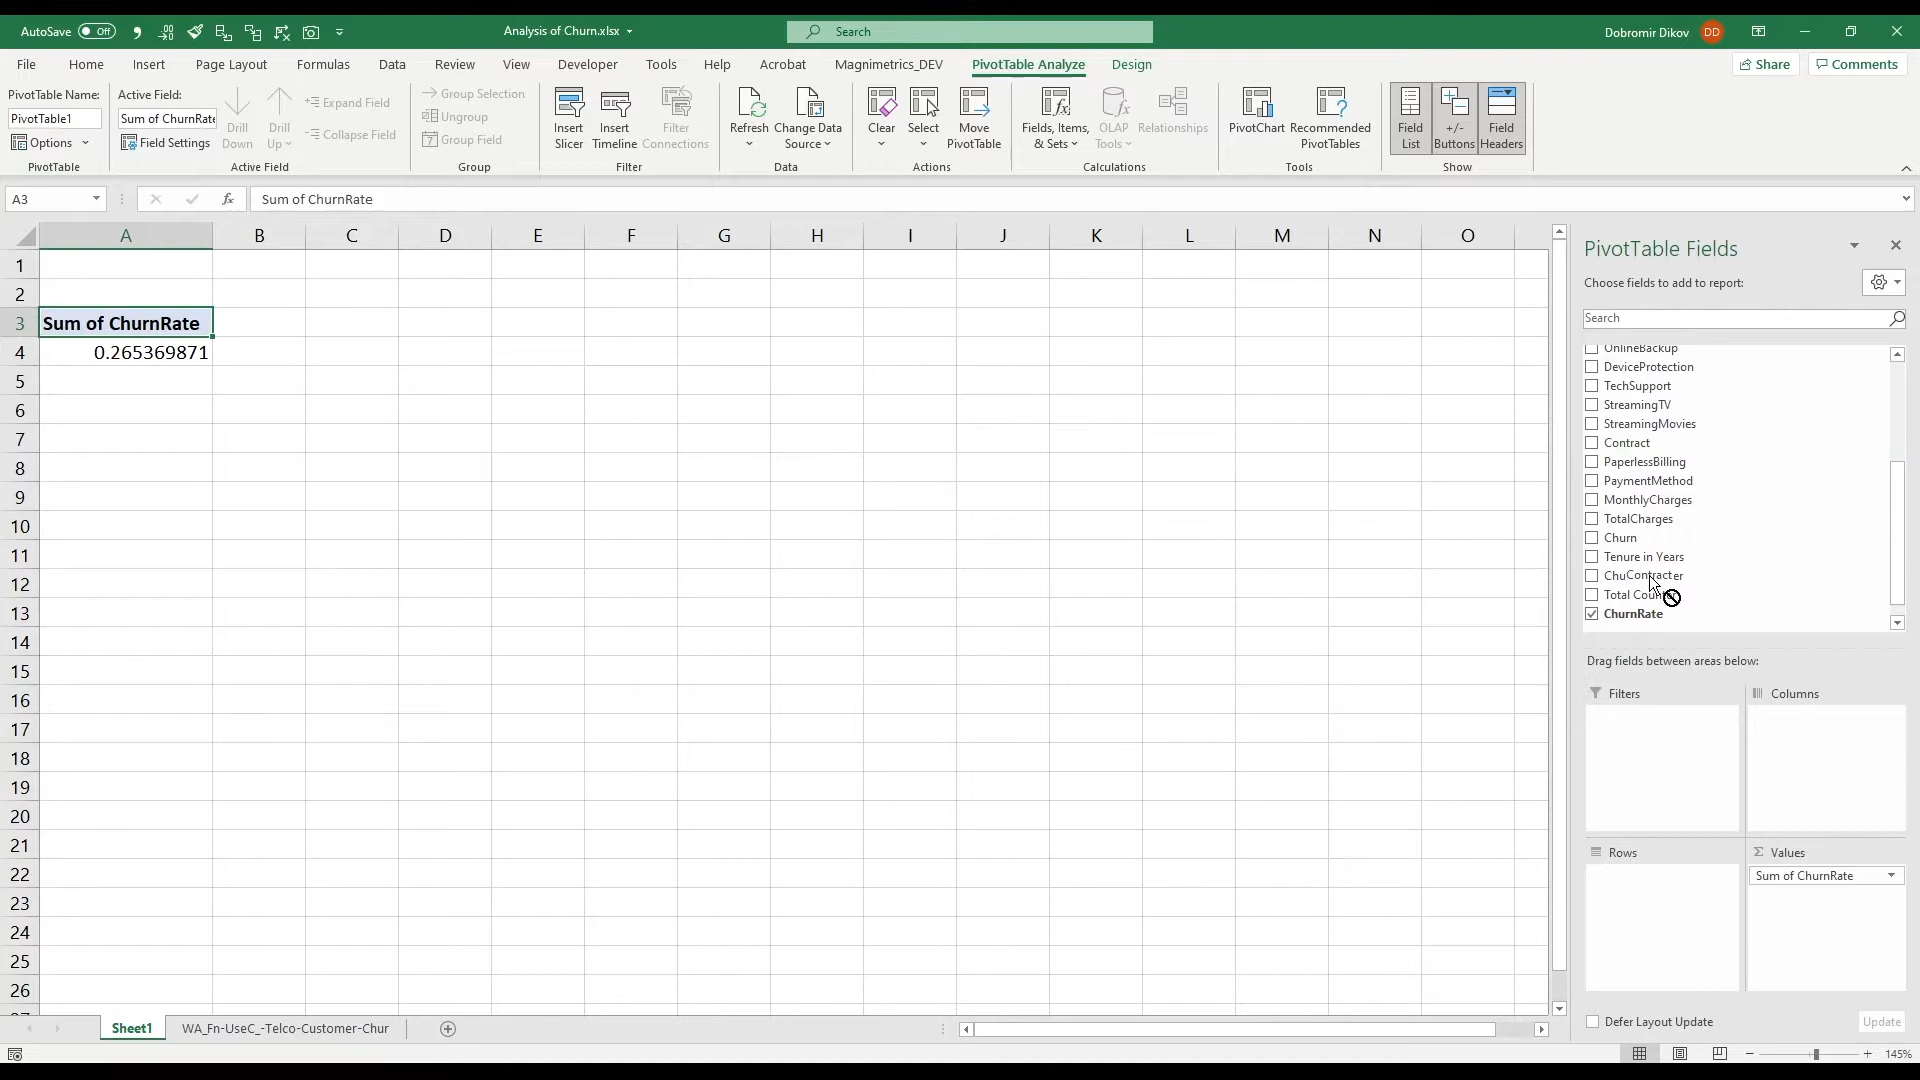 AutoSave Off
Analysis of Churn.xlsx
Search
Dobromir Dikov DD
File Home Insert Page Layout Formulas Data Review View Developer Tools Help Acrobat Magnimetrics_DEV PivotTable Analyze Design
Share Comments
PivotTable Name:
PivotTable1
Options
PivotTable
Active Field:
Sum of ChurnRate
Field Settings
Drill Down
Drill Up
Expand Field
Collapse Field
Active Field
Group Selection
Ungroup
Group Field
Group
Insert Slicer
Insert Timeline
Filter Connections
Filter
Refresh
Change Data Source
Data
Clear
Select
Move PivotTable
Actions
Fields, Items, & Sets
OLAP Tools
Relationships
Calculations
PivotChart
Recommended PivotTables
Tools
Field List
+/- Buttons
Field Headers
Show
A3
fx
Sum of ChurnRate
A B C D E F G H I J K L M N O
1
2
3 Sum of ChurnRate
4 0.265369871
5
6
7
8
9
10
11
12
13
14
15
16
17
18
19
20
21
22
23
24
25
26
PivotTable Fields
Choose fields to add to report:
Search
OnlineBackup
DeviceProtection
TechSupport
StreamingTV
StreamingMovies
Contract
PaperlessBilling
PaymentMethod
MonthlyCharges
TotalCharges
Churn
Tenure in Years
Contract
Total
ChurnRate
Drag fields between areas below:
Filters
Columns
Rows
Values
Sum of ChurnRate
Defer Layout Update
Update
Sheet1
WA_Fn-UseC_-Telco-Customer-Chur
145%